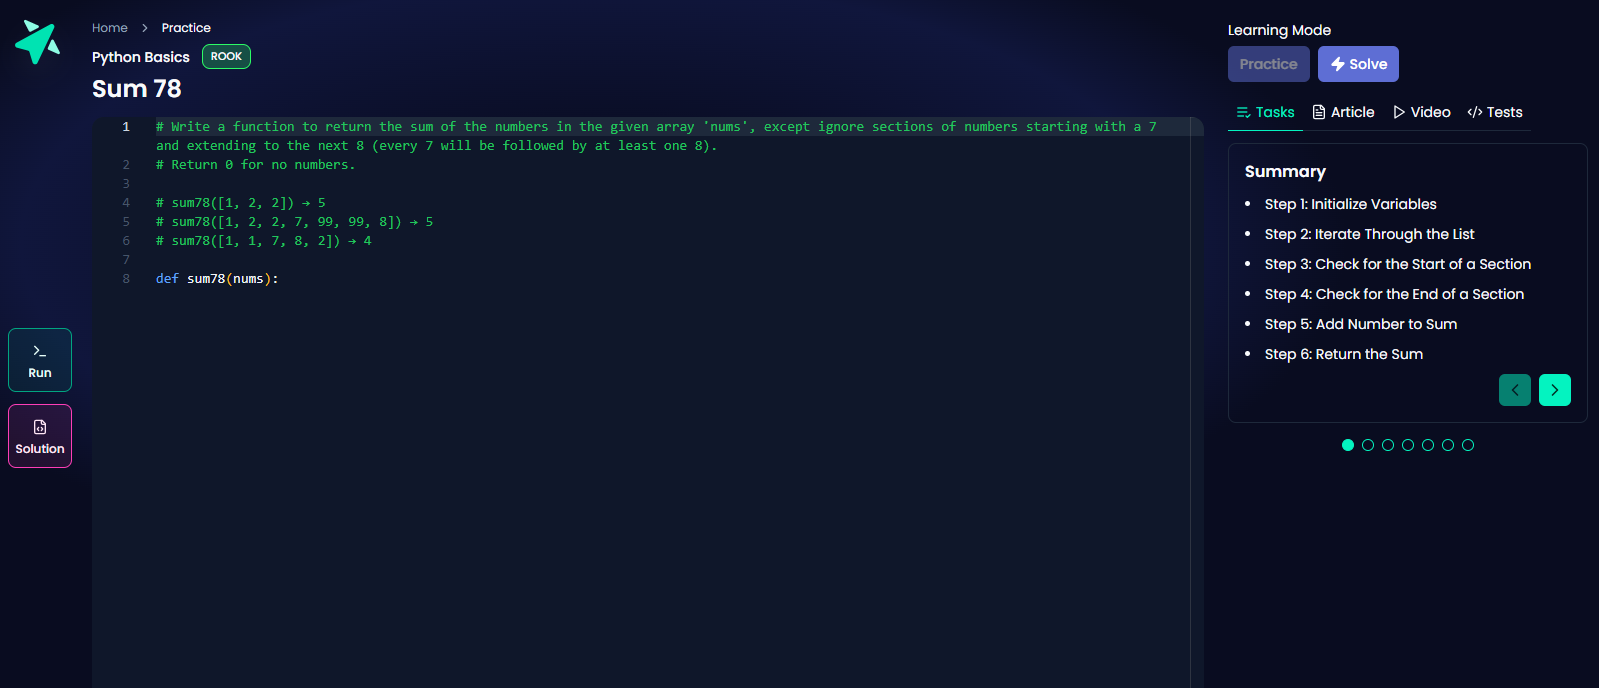 Home > Practice
Python Basics ROOK
Sum 78
1 # Write a function to return the sum of the numbers in the given array 'nums', except ignore sections of numbers starting with a 7
and extending to the next 8 (every 7 will be followed by at least one 8).
2 # Return 0 for no numbers.
3
4 # sum78([1, 2, 2]) → 5
5 # sum78([1, 2, 2, 7, 99, 99, 8]) → 5
6 # sum78([1, 1, 7, 8, 2]) → 4
7
8 def sum78(nums):
>_
Run
Solution
Learning Mode
Practice Solve
Tasks Article Video </> Tests
Summary
• Step 1: Initialize Variables
• Step 2: Iterate Through the List
• Step 3: Check for the Start of a Section
• Step 4: Check for the End of a Section
• Step 5: Add Number to Sum
• Step 6: Return the Sum